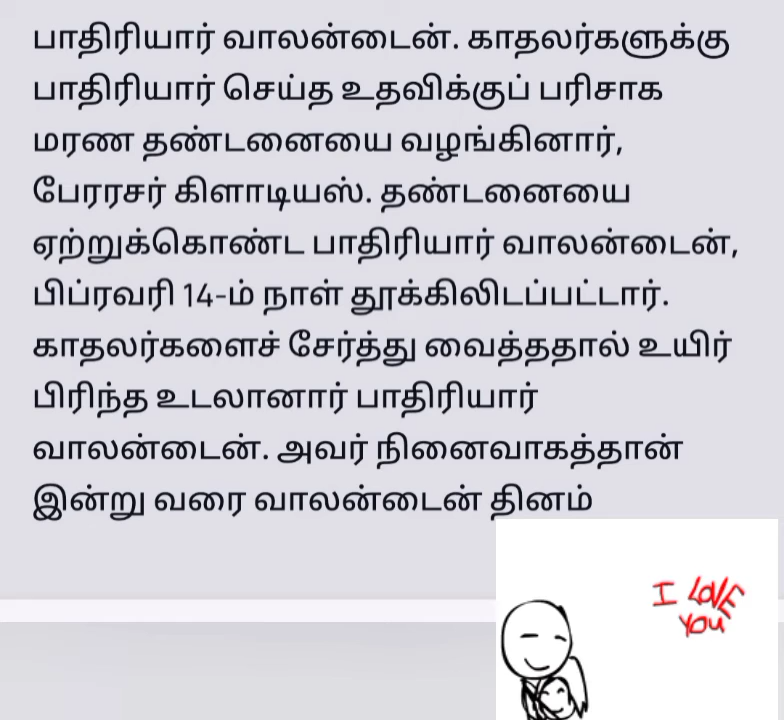 பாதிரியார் வாலன்டைன். காதலர்களுக்கு
பாதிரியார் செய்த உதவிக்குப் பரிசாக
மரண தண்டனையை வழங்கினார்,
பேரரசர் கிளாடியஸ். தண்டனையை
ஏற்றுக்கொண்ட பாதிரியார் வாலன்டைன்,
பிப்ரவரி 14-ம் நாள் தூக்கிலிடப்பட்டார்.
காதலர்களைச் சேர்த்து வைத்ததால் உயிர்
பிரிந்த உடலானார் பாதிரியார்
வாலன்டைன். அவர் நினைவாகத்தான்
இன்று வரை வாலன்டைன் தினம்
I LOVE
YOU